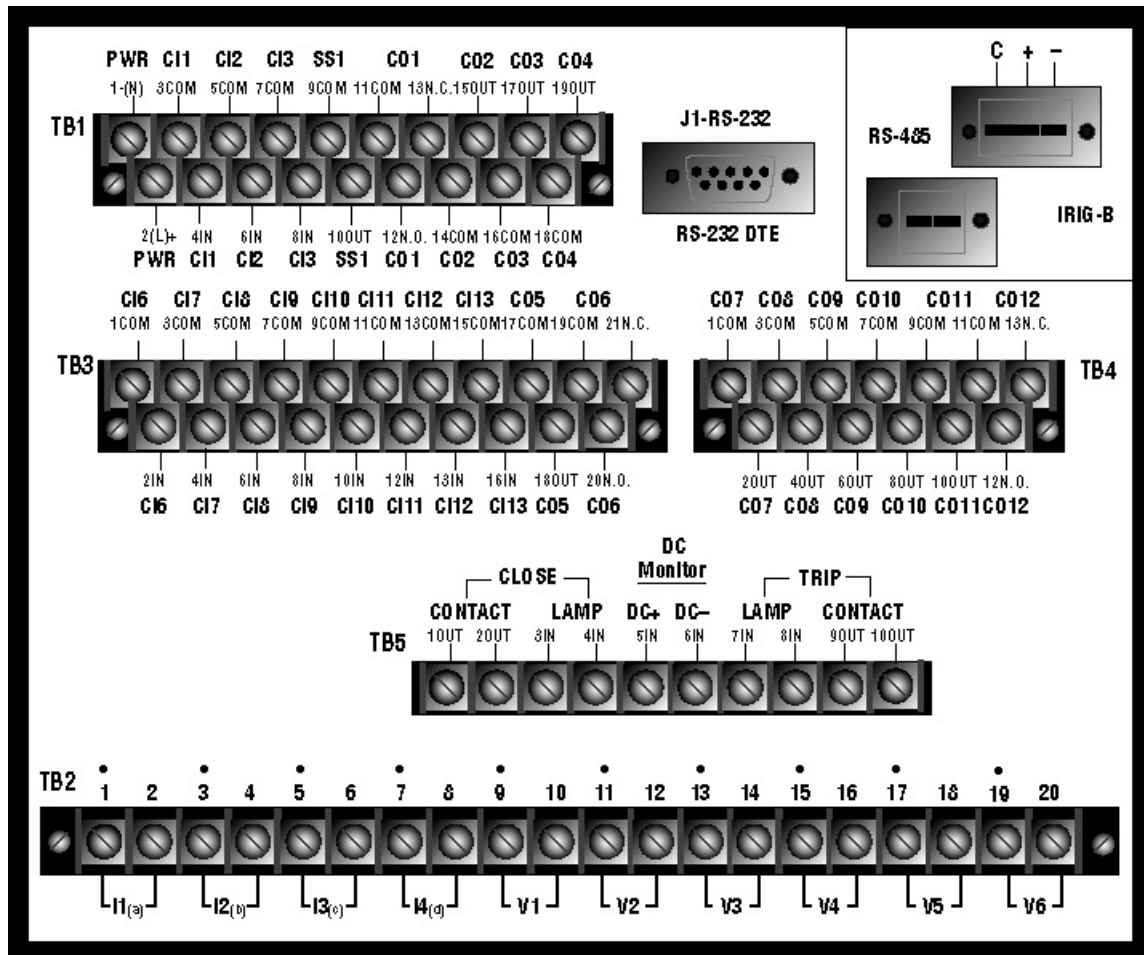 PWR CI1 CI2 CI3 SS1 CO1 CO2 CO3 CO4
1-(N) 3COM 5COM 7COM 9COM 11COM 13N.C. 15OUT 17OUT 19OUT
TB1
2(L)+ 4IN 6IN 8IN 10OUT 12N.O. 14COM 16COM 18COM
PWR CI1 CI2 CI3 SS1 CO1 CO2 CO3 CO4
J1-RS-232
RS-232 DTE
C + –
RS-485
IRIG-B
CI6 CI7 CI8 CI9 CI10 CI11 CI12 CI13 CO5 CO6
1COM 3COM 5COM 7COM 9COM 11COM 13COM 15COM 17COM 19COM 21N.C.
TB3
2IN 4IN 6IN 8IN 10IN 12IN 13IN 16IN 18OUT 20N.O.
CI6 CI7 CI8 CI9 CI10 CI11 CI12 CI13 CO5 CO6
CO7 CO8 CO9 CO10 CO11 CO12
1COM 3COM 5COM 7COM 9COM 11COM 13N.C.
TB4
2OUT 4OUT 6OUT 8OUT 10OUT 12N.O.
CO7 CO8 CO9 CO10 CO11 CO12
DC
Monitor
CLOSE TRIP
CONTACT LAMP DC+ DC– LAMP CONTACT
1OUT 2OUT 3IN 4IN 5IN 6IN 7IN 8IN 9OUT 10OUT
TB5
TB2
1 2 3 4 5 6 7 8 9 10 11 12 13 14 15 16 17 18 19 20
I1(a) I2(b) I3(c) I4(d) V1 V2 V3 V4 V5 V6